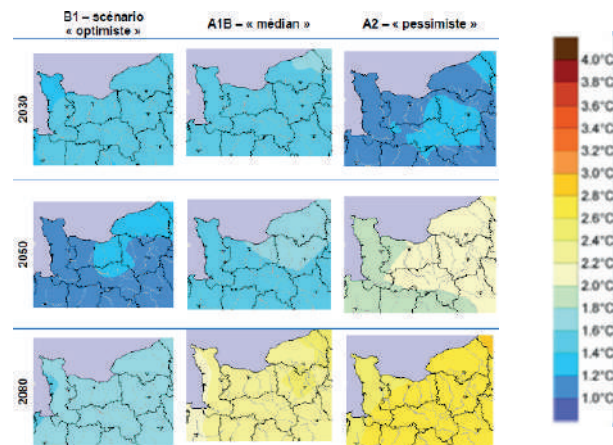 B1 – scénario
« optimiste »
A1B – « médian »
A2 – « pessimiste »
2030
2050
2080
4.0°C
3.8°C
3.6°C
3.4°C
3.2°C
3.0°C
2.8°C
2.6°C
2.4°C
2.2°C
2.0°C
1.8°C
1.6°C
1.4°C
1.2°C
1.0°C